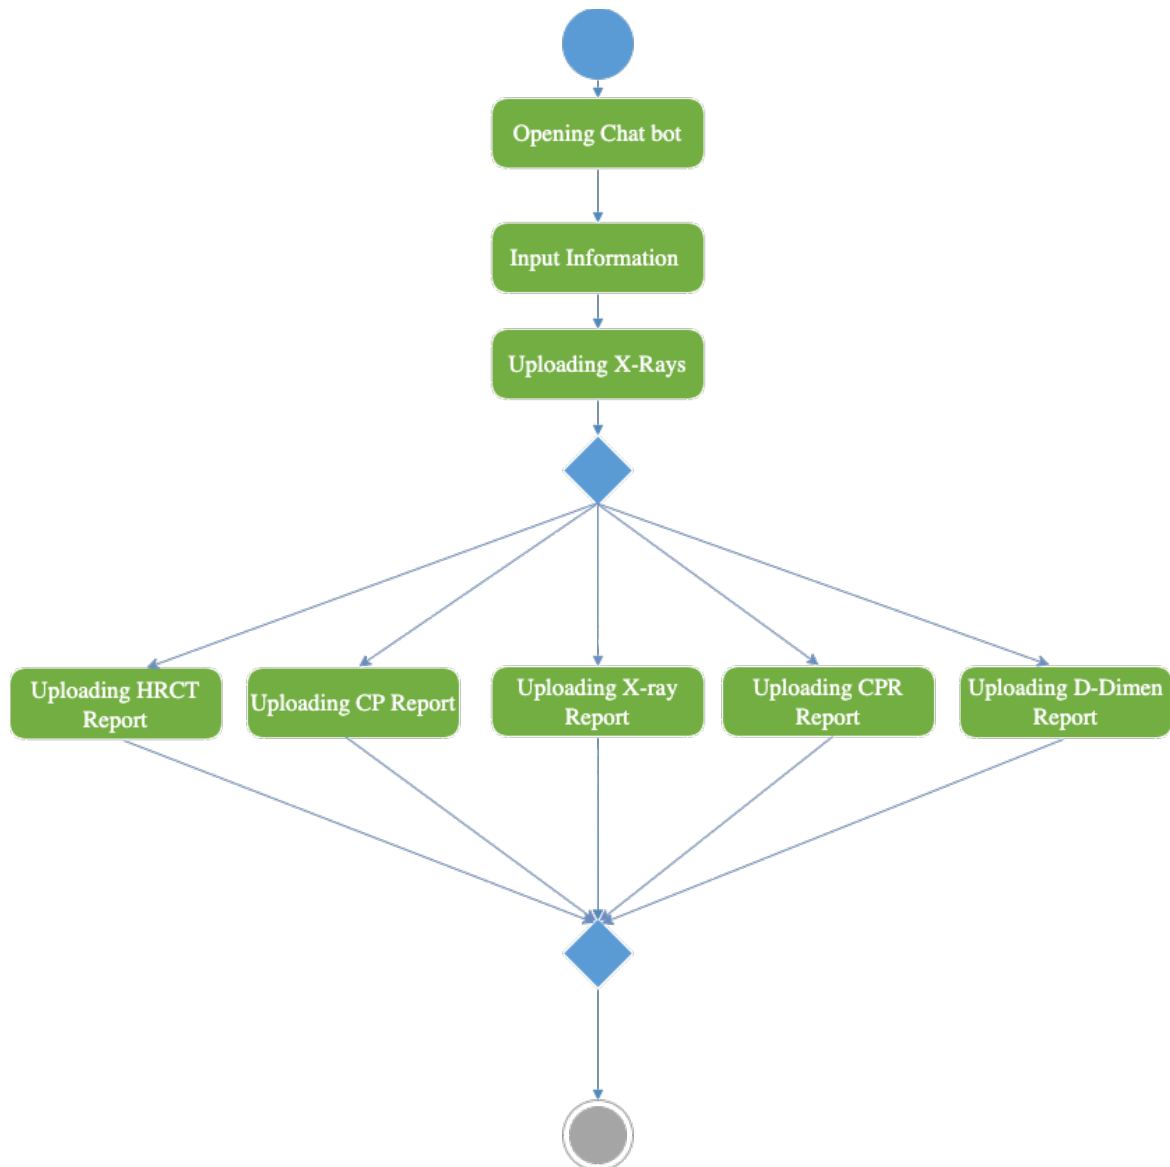 Opening Chat bot
Input Information
Uploading X-Rays
Uploading HRCT
Report
Uploading CP Report
Uploading X-ray
Report
Uploading CPR
Report
Uploading D-Dimen
Report